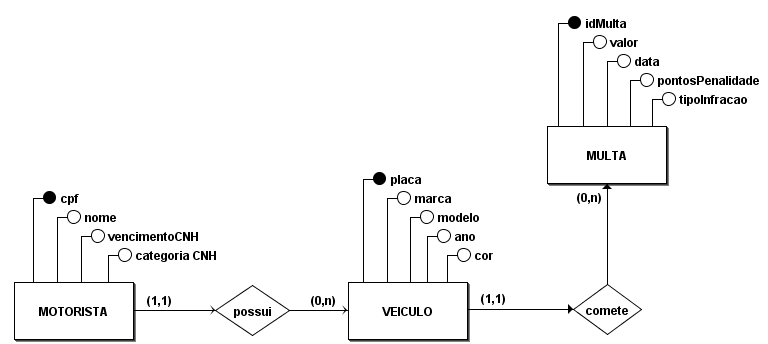 idMulta
valor
data
pontosPenalidade
tipoInfracao
MULTA
(0,n)
placa
marca
modelo
ano
cor
cpf
nome
vencimentoCNH
categoria CNH
MOTORISTA
(1,1)
possui
(0,n)
VEICULO
(1,1)
comete